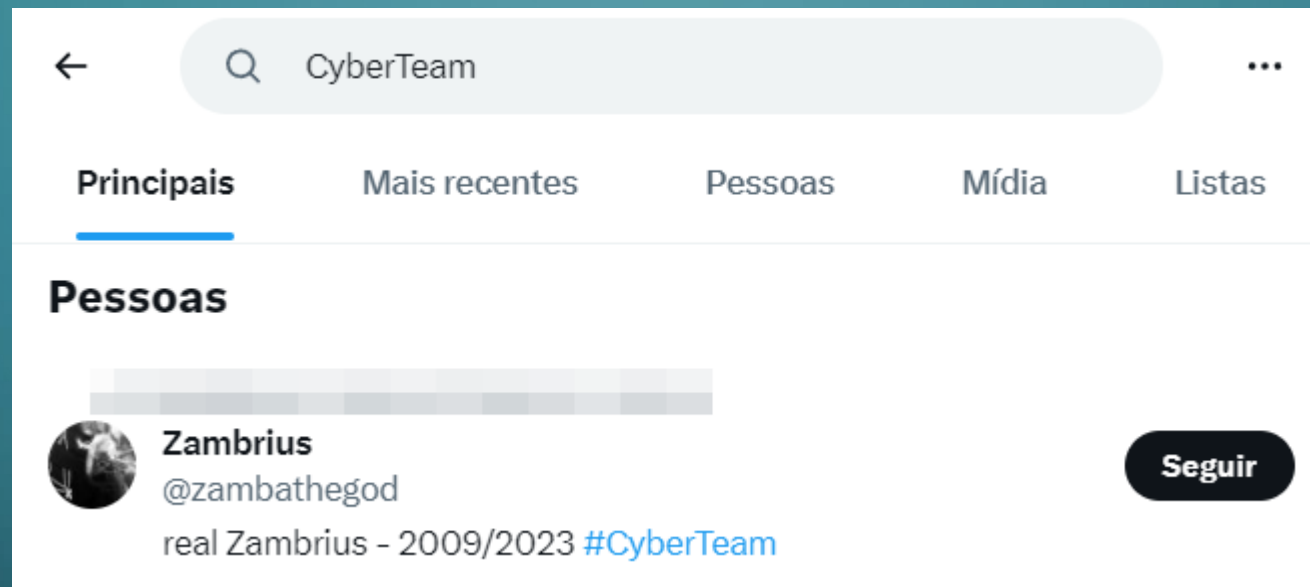 CyberTeam
Principais Mais recentes Pessoas Mídia Listas
Pessoas
Zambrius
@zambathegod
Seguir
real Zambrius - 2009/2023 #CyberTeam